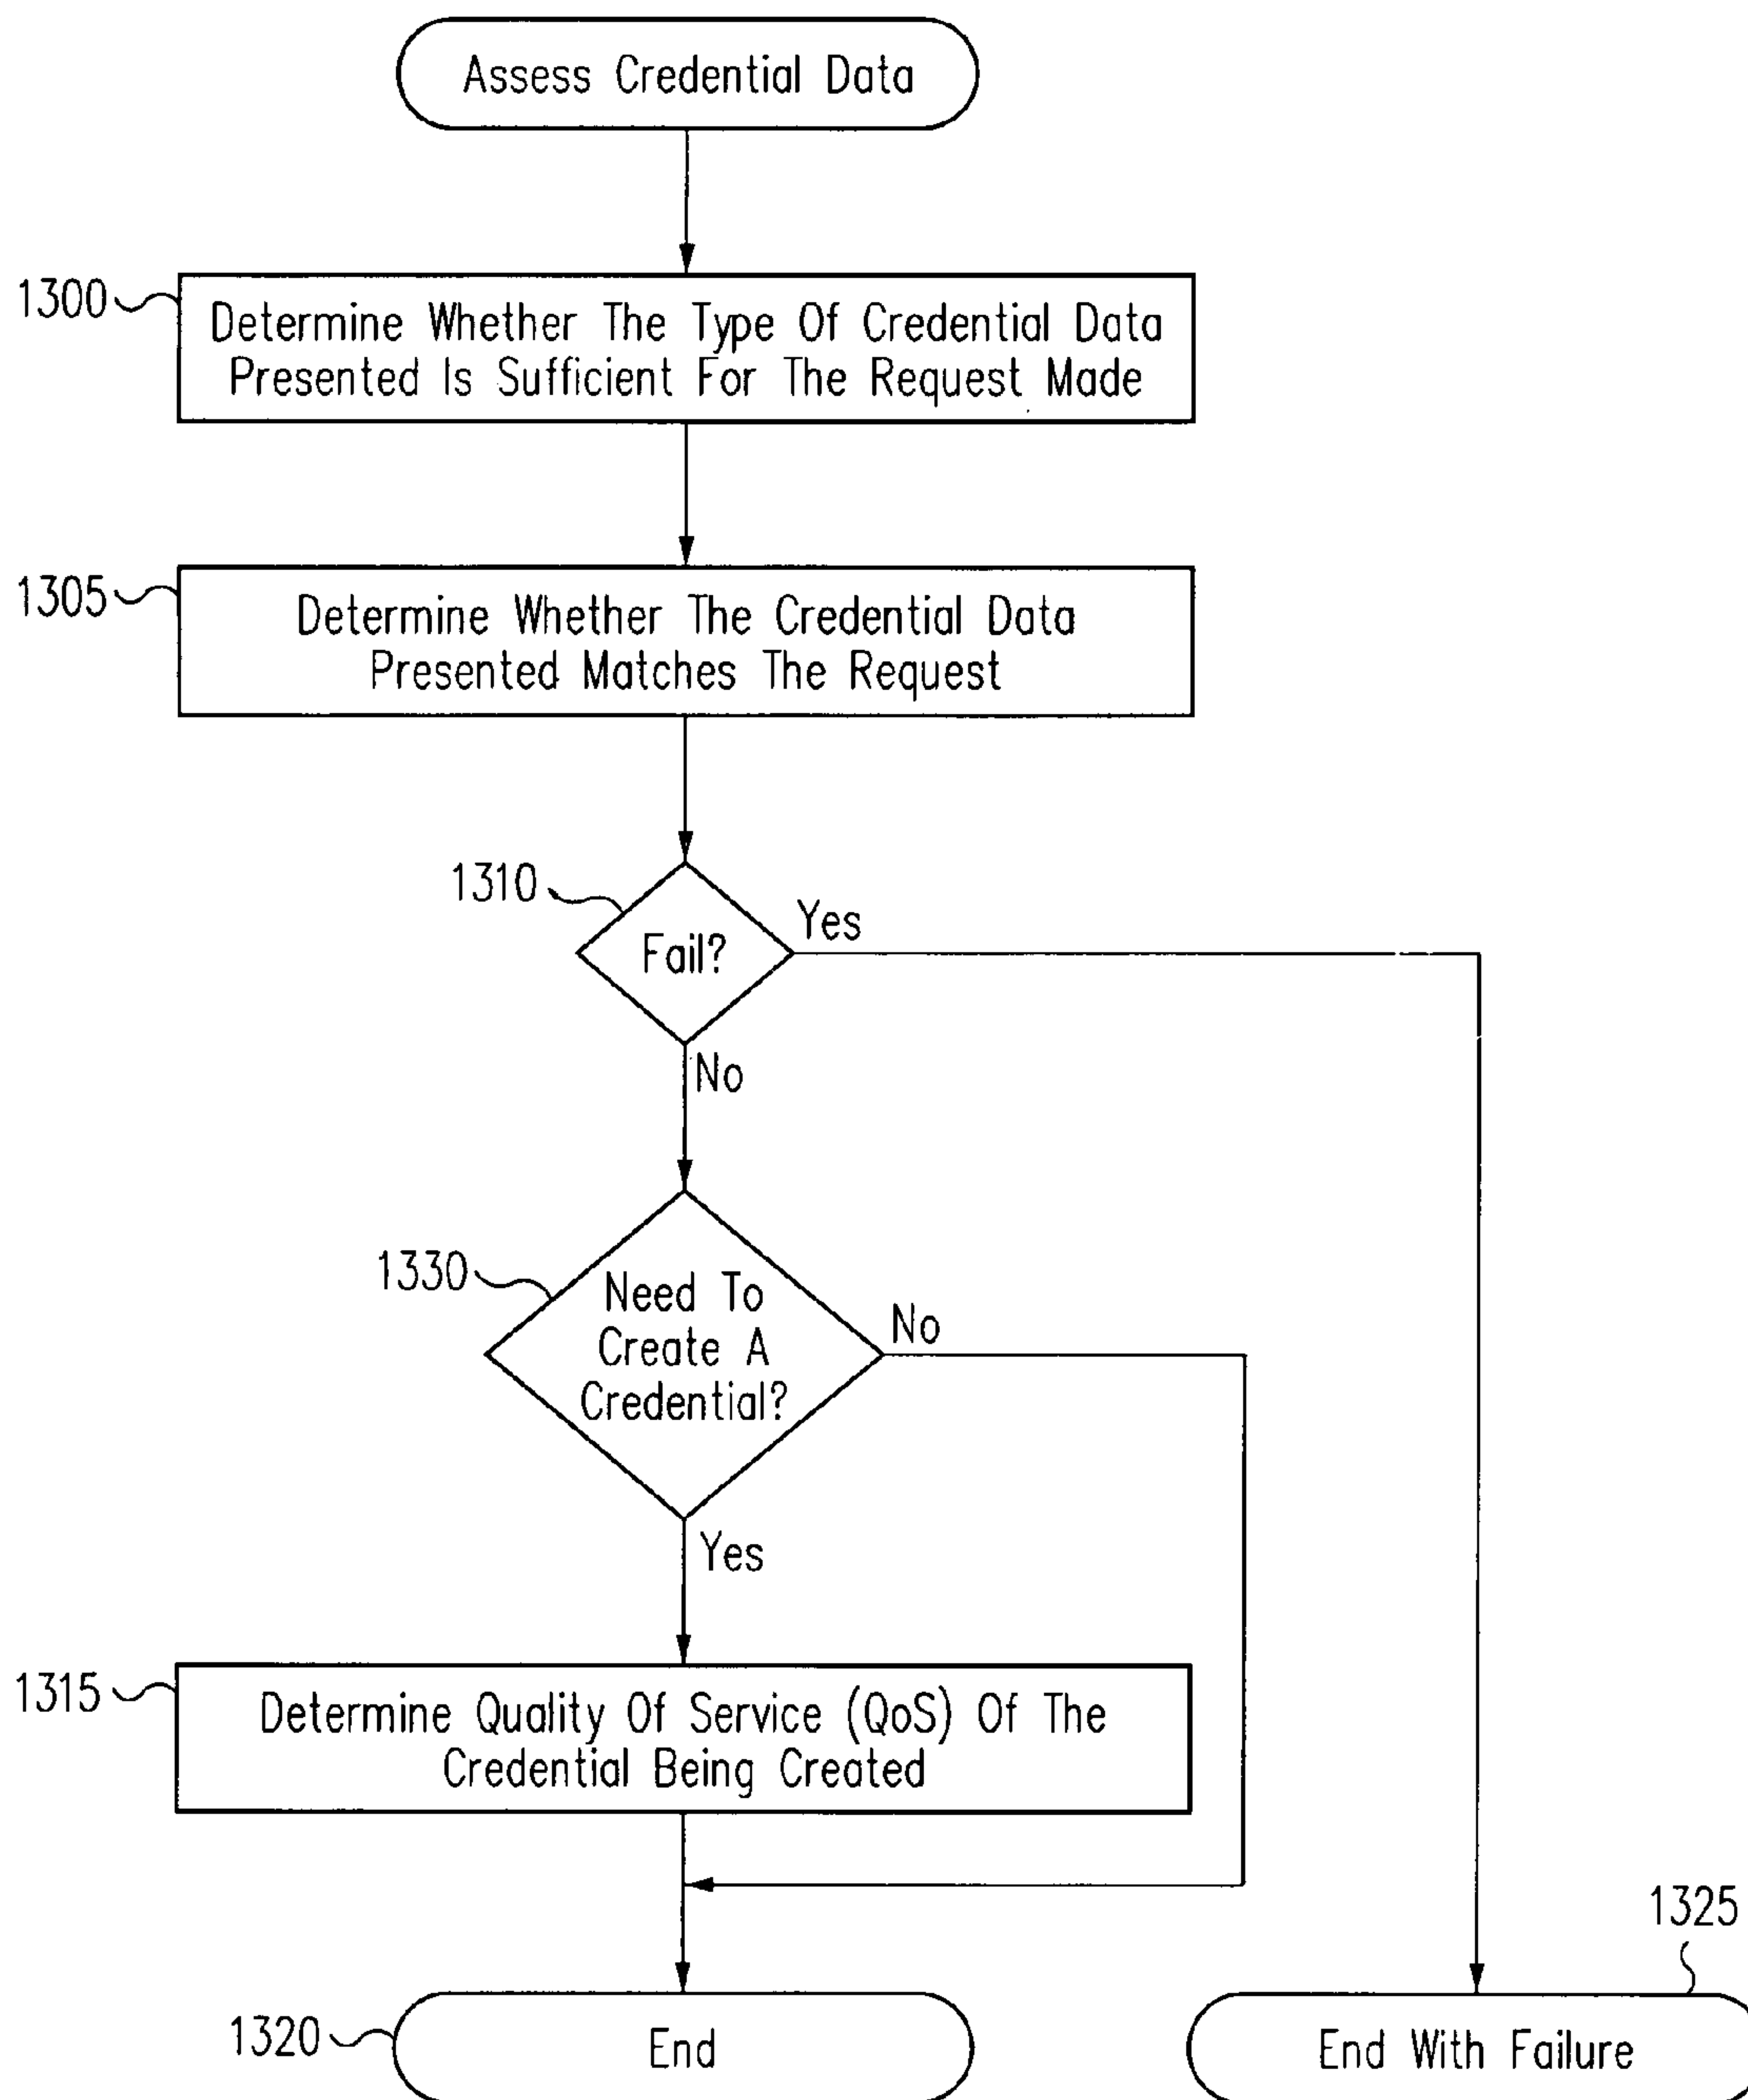 Assess Credential Data
1300
Determine Whether The Type Of Credential Data
Presented Is Sufficient For The Request Made
1305
Determine Whether The Credential Data
Presented Matches The Request
1310
Fail?
Yes
No
1330
Need To
Create A
Credential?
No
Yes
1315
Determine Quality Of Service (QoS) Of The
Credential Being Created
1325
1320
End
End With Failure